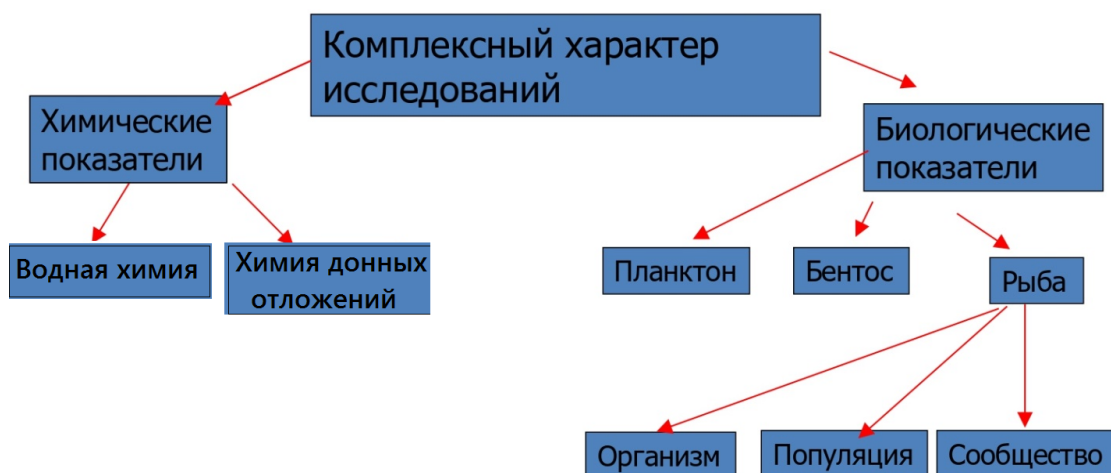 Комплексный характер
исследований
Химические
показатели
Биологические
показатели
Водная химия
Химия донных
отложений
Планктон
Бентос
Рыба
Организм
Популяция
Сообщество